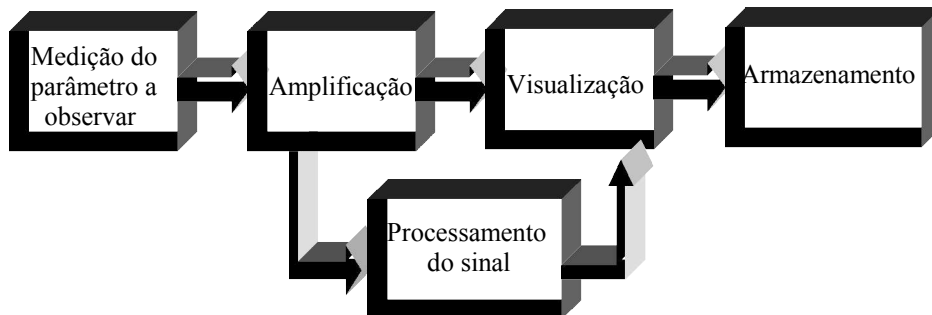 Medição do
parâmetro a
observar
Amplificação
Visualização
Armazenamento
Processamento
do sinal